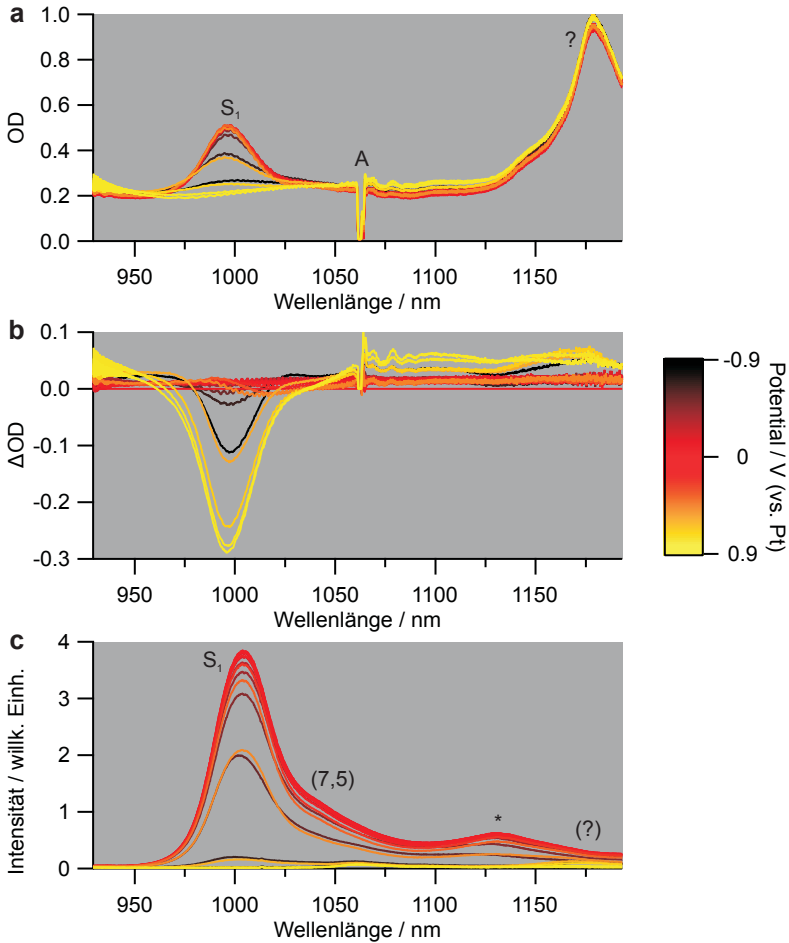 a
1.0
0.8
0.6
0.4
0.2
0.0
OD
S₁
A
?
950
1000
1050
1100
1150
Wellenlänge / nm
b
0.1
0.0
-0.1
-0.2
-0.3
ΔOD
950
1000
1050
1100
1150
Wellenlänge / nm
-0.9
0
0.9
Potential / V (vs. Pt)
c
4
3
2
1
0
Intensität / willk. Einh.
S₁
(7,5)
*
(?)
950
1000
1050
1100
1150
Wellenlänge / nm